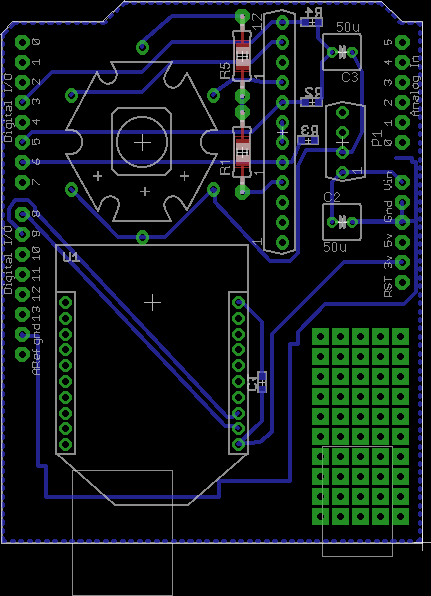 R4
12
50u
0
1
2
3
4
5
6
7
Digital I/O
R5
1
R2
C3
5
4
3
2
1
0
Analog In
R3
P1
1
R1
C2
50u
Vin
Gnd
5v
3v
RST
8
9
10
11
12
13
gnd
ARef
Digital I/O
1
U1